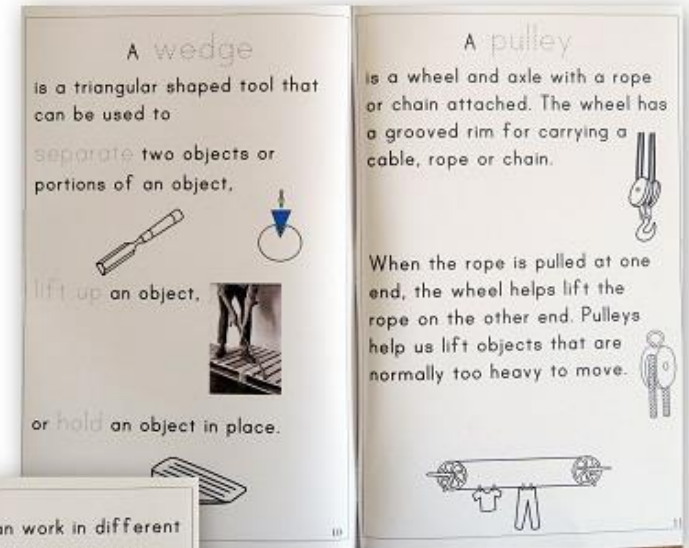 A wedge
is a triangular shaped tool that
can be used to
separate two objects or
portions of an object,
lift up an object,
or hold an object in place.
10
A pulley
is a wheel and axle with a rope
or chain attached. The wheel has
a grooved rim for carrying a
cable, rope or chain.
When the rope is pulled at one
end, the wheel helps lift the
rope on the other end. Pulleys
help us lift objects that are
normally too heavy to move.
11
an work in different